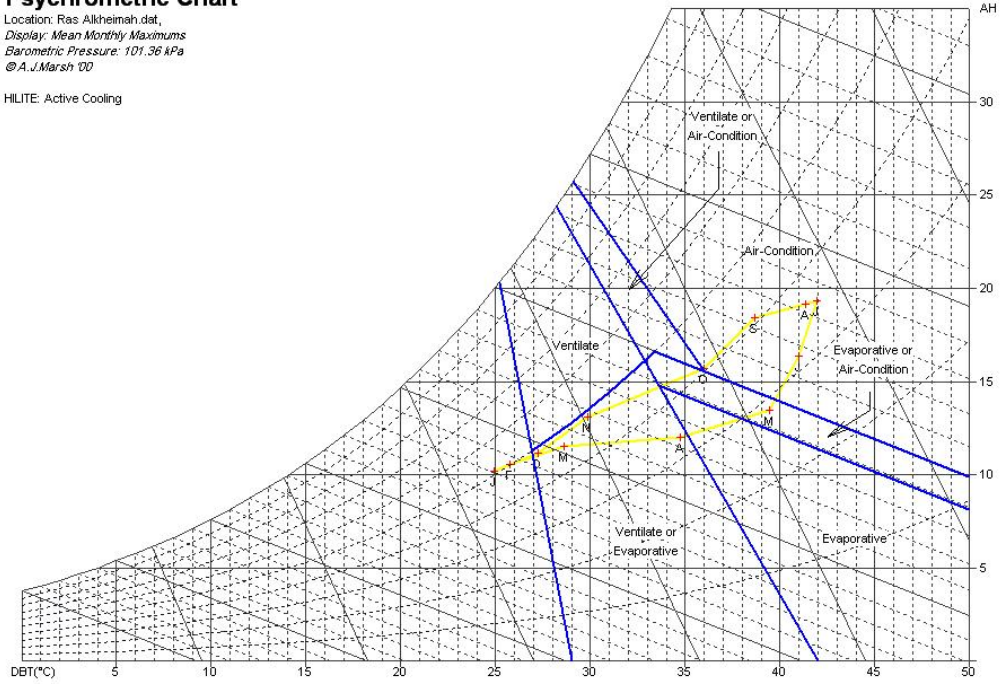 Psychrometric Chart
Location: Ras Alkheimah.dat,
Display: Mean Monthly Maximums
Barometric Pressure: 101.36 kPa
© A.J.Marsh '00
HILITE: Active Cooling
AH
30
25
20
15
10
5
Ventilate or
Air-Condition
Air-Condition
Ventilate
Evaporative or
Air-Condition
Ventilate or
Evaporative
Evaporative
J
F
D
M
N
A
O
M
S
J
A
J
DBT(°C)
5
10
15
20
25
30
35
40
45
50